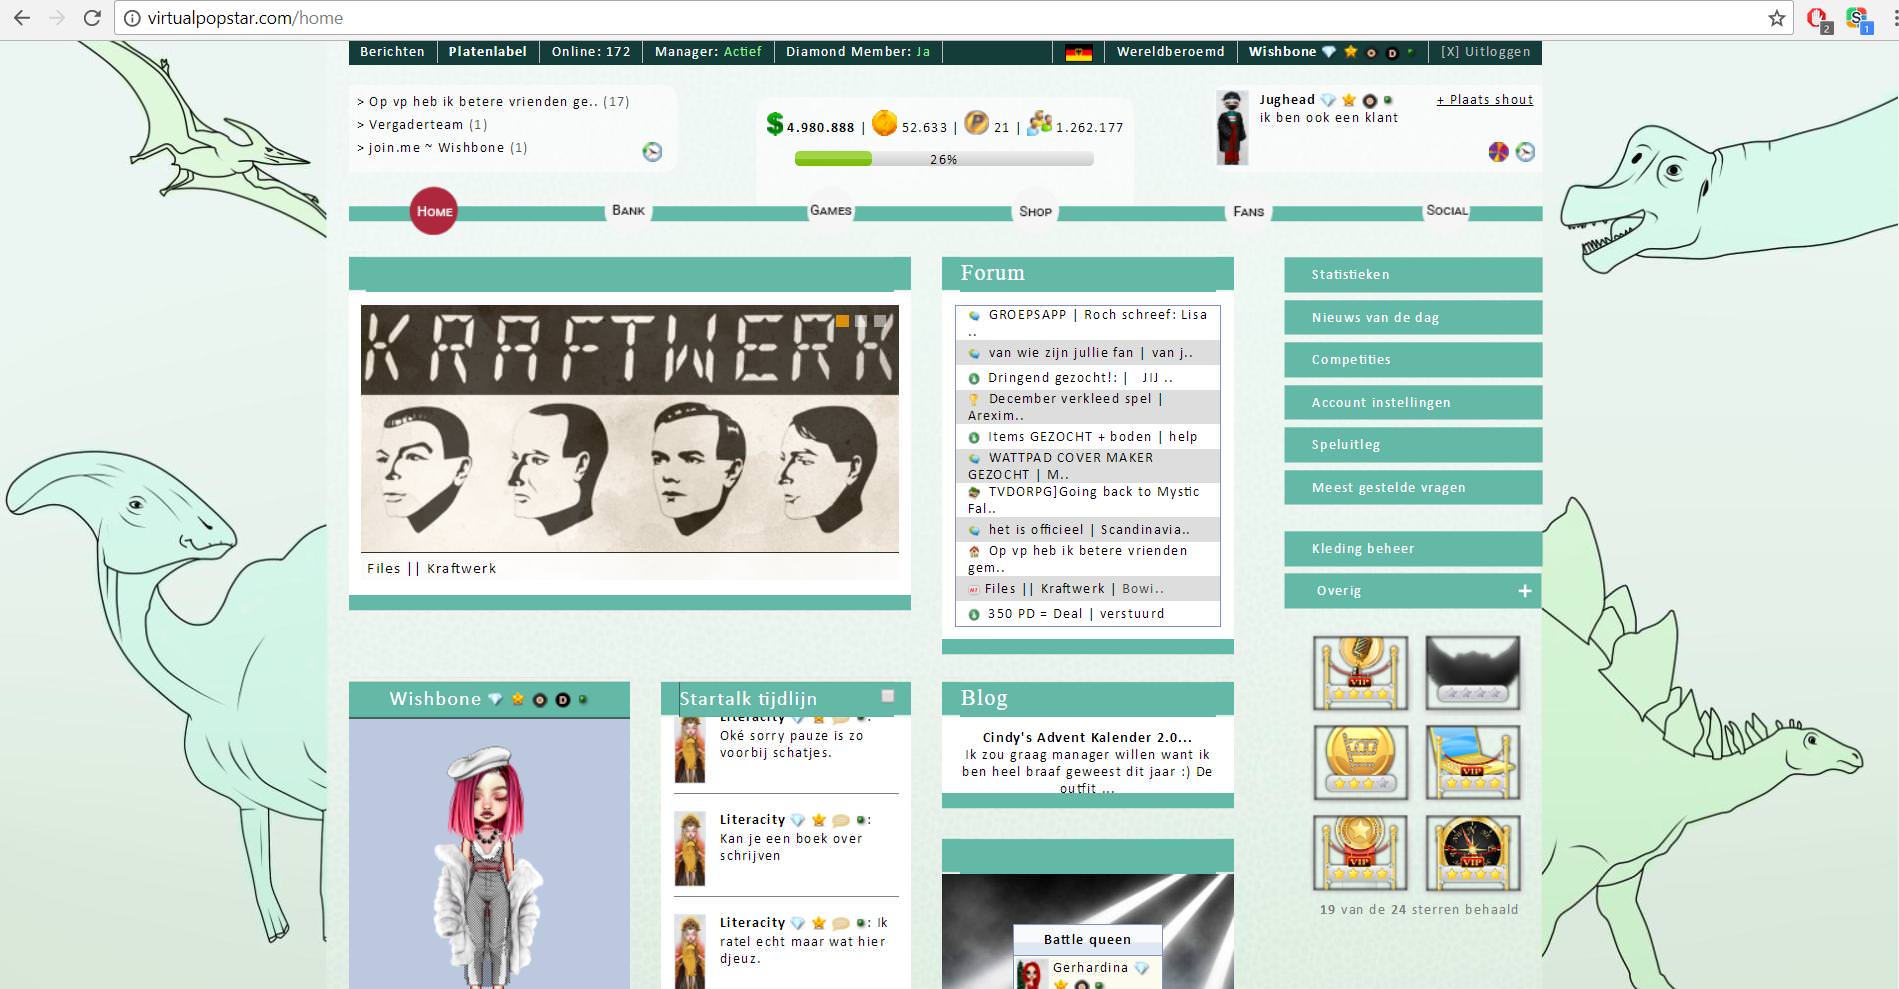 virtualpopstar.com/home
2
1
Berichten
Platenlabel
Online: 172
Manager: Actief
Diamond Member: Ja
Wereldberoemd
Wishbone
[X] Uitloggen
> Op vp heb ik betere vrienden ge.. (17)
> Vergaderteam (1)
> join.me ~ Wishbone (1)
4.980.888 | 52.633 | 21 | 1.262.177
26%
Jughead
+ Plaats shout
ik ben ook een klant
Home
Bank
Games
Shop
Fans
Social
KRAFTWERK
Files || Kraftwerk
Forum
GROEPSAPP | Roch schreef: Lisa
..
van wie zijn jullie fan | van j..
Dringend gezocht!: | JIJ ..
December verkleed spel |
Arexim..
Items GEZOCHT + boden | help
WATTPAD COVER MAKER
GEZOCHT | M..
TVDORPG]Going back to Mystic
Fal..
het is officieel | Scandinavia..
Op vp heb ik betere vrienden
gem..
Files || Kraftwerk | Bowi..
350 PD = Deal | verstuurd
Statistieken
Nieuws van de dag
Competities
Account instellingen
Speluitleg
Meest gestelde vragen
Kleding beheer
Overig +
VIP
VIP
VIP
VIP
19 van de 24 sterren behaald
Wishbone
Startalk tijdlijn
Literacity :
Oké sorry pauze is zo
voorbij schatjes.
Literacity :
Kan je een boek over
schrijven
Literacity : Ik
ratel echt maar wat hier
djeuz.
Blog
Cindy's Advent Kalender 2.0...
Ik zou graag manager willen want ik
ben heel braaf geweest dit jaar :) De
outfit ...
Battle queen
Gerhardina